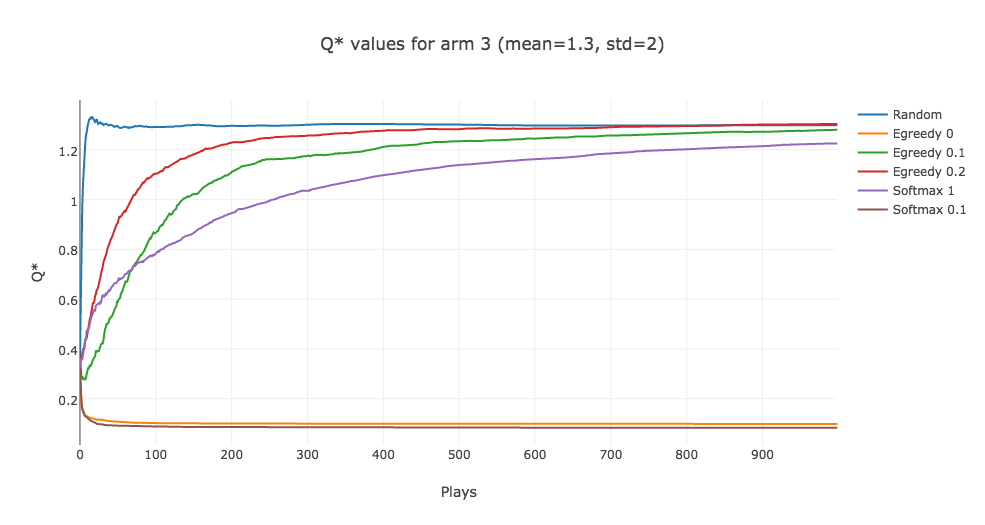 Q* values for arm 3 (mean=1.3, std=2)
Random
Egreedy 0
Egreedy 0.1
Egreedy 0.2
Softmax 1
Softmax 0.1
1.2
1
0.8
0.6
0.4
0.2
Q*
0 100 200 300 400 500 600 700 800 900
Plays